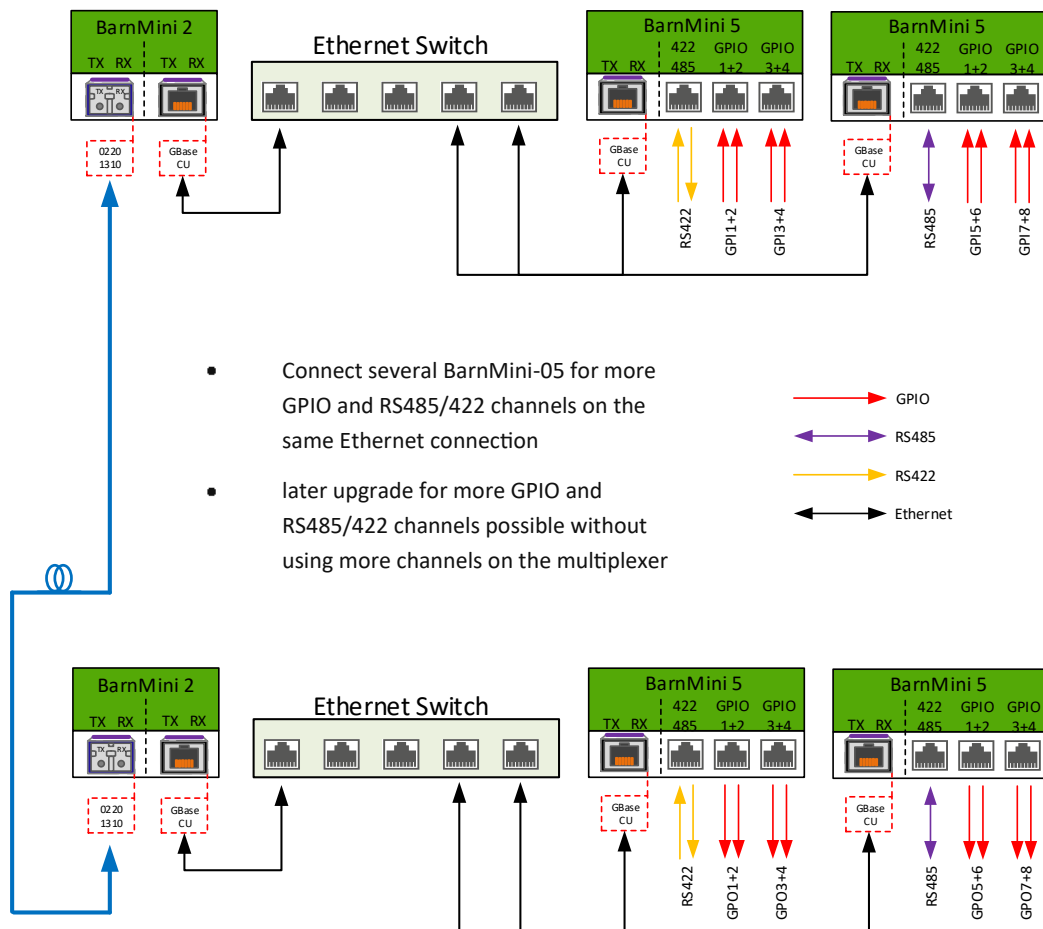 BarnMini 2
TX RX TX RX
TX RX
0220
1310
GBase
CU
Ethernet Switch
BarnMini 5
422 GPIO GPIO
TX RX 485 1+2 3+4
GBase
CU
RS422
GPI1+2
GPI3+4
BarnMini 5
422 GPIO GPIO
TX RX 485 1+2 3+4
GBase
CU
RS485
GPI5+6
GPI7+8
• Connect several BarnMini-05 for more
GPIO and RS485/422 channels on the
same Ethernet connection
• later upgrade for more GPIO and
RS485/422 channels possible without
using more channels on the multiplexer
GPIO
RS485
RS422
Ethernet
BarnMini 2
TX RX TX RX
TX RX
0220
1310
GBase
CU
Ethernet Switch
BarnMini 5
422 GPIO GPIO
TX RX 485 1+2 3+4
GBase
CU
RS422
GPO1+2
GPO3+4
BarnMini 5
422 GPIO GPIO
TX RX 485 1+2 3+4
GBase
CU
RS485
GPO5+6
GPO7+8